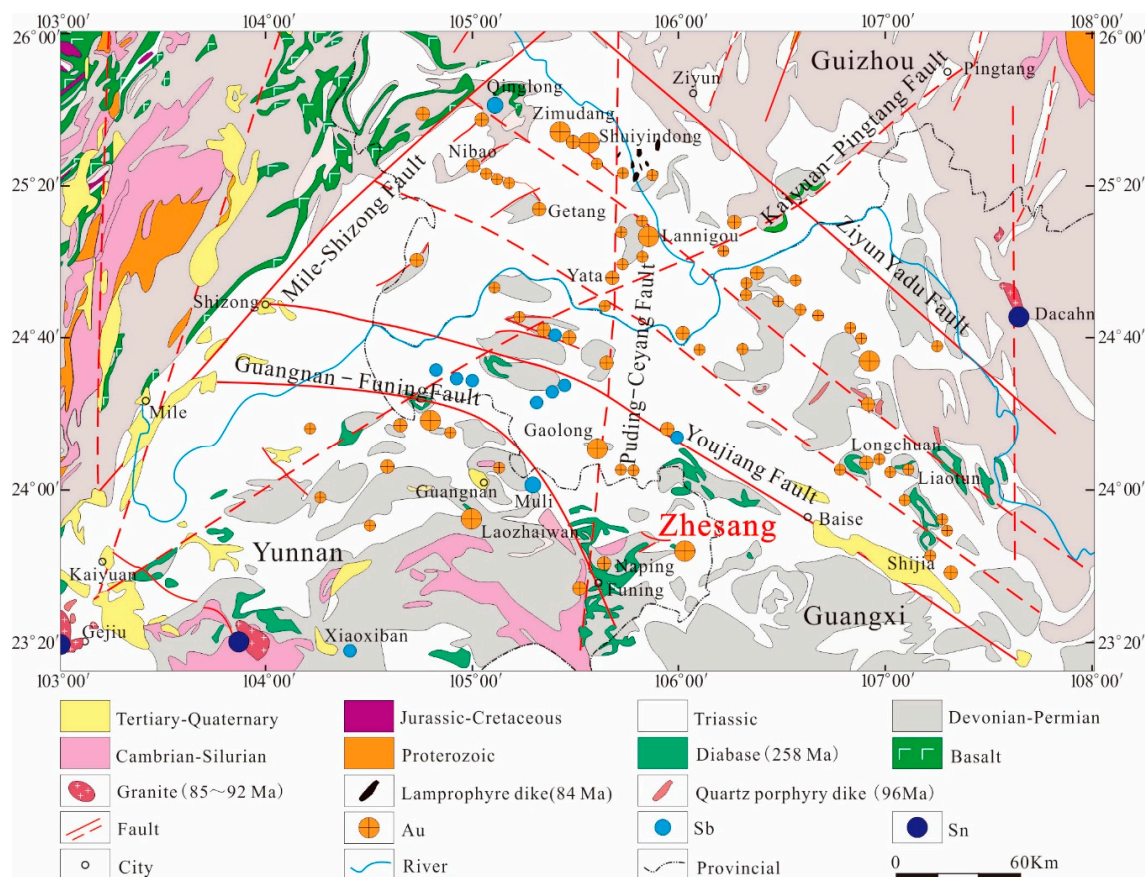 103°00′ 104°00′ 105°00′ 106°00′ 107°00′ 108°00′
26°00′ 26°00′
Guizhou
Pingtang
Ziyun
Qinglong
Zimudang
Shuiyindong
Nibao
Kaiyuan-Pingtang Fault
25°20′ 25°20′
Getang
Lannigou
Mile-Shizong Fault
ZiyunYadu Fault
Yata
Shizong
Dacahn
24°40′ 24°40′
Puding-Ceyang Fault
Guangnan-FuningFault
Mile
Gaolong
Youjiang Fault
Longchuan
Liaotun
24°00′ 24°00′
Guangnan
Muli
Baise
Laozhaiwan
Zhesang
Yunnan
Naping
Kaiyuan
Funing
Shijia
Guangxi
Gejiu
Xiaoxiban
23°20′ 23°20′
103°00′ 104°00′ 105°00′ 106°00′ 107°00′ 108°00′
Tertiary-Quaternary Jurassic-Cretaceous Triassic Devonian-Permian
Cambrian-Silurian Proterozoic Diabase(258 Ma) Basalt
Granite(85~92 Ma) Lamprophyre dike(84 Ma) Quartz porphyry dike (96Ma)
Fault Au Sb Sn
City River Provincial 0 60Km